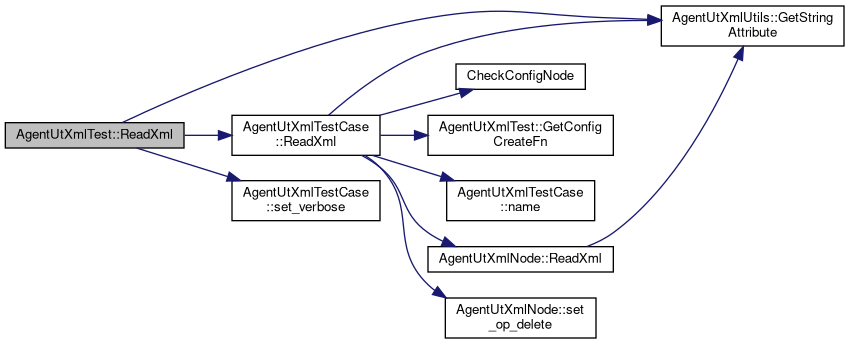 AgentUtXmlUtils::GetString
Attribute
CheckConfigNode
AgentUtXmlTest::ReadXml
AgentUtXmlTestCase
::ReadXml
AgentUtXmlTest::GetConfig
CreateFn
AgentUtXmlTestCase
::set_verbose
AgentUtXmlTestCase
::name
AgentUtXmlNode::ReadXml
AgentUtXmlNode::set
_op_delete